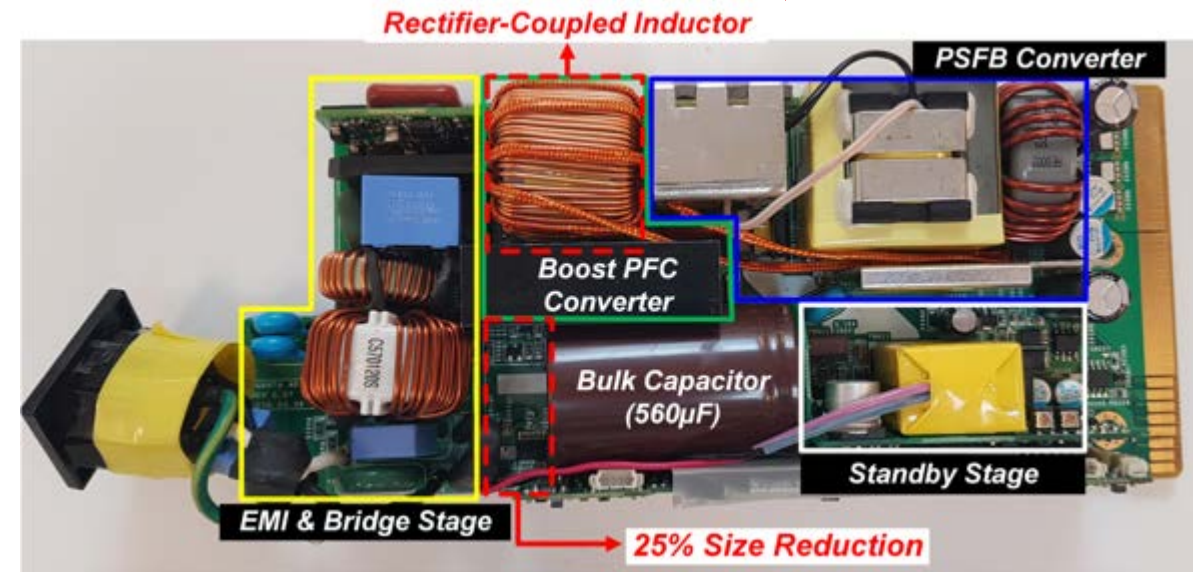 Rectifier-Coupled Inductor
PSFB Converter
Boost PFC
Converter
CS70120S
Bulk Capacitor
(560µF)
Standby Stage
EMI & Bridge Stage
25% Size Reduction